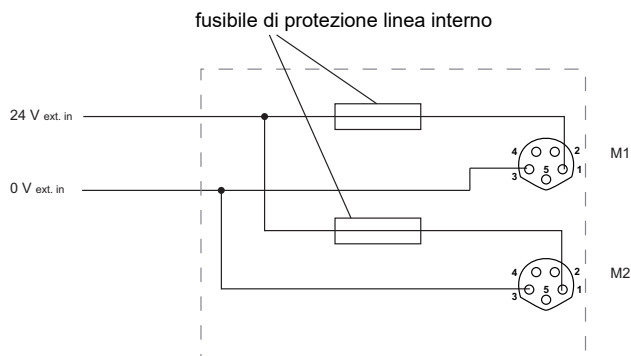 fusibile di protezione linea interno
24 V ext. in
4 2
M1
3 5 1
0 V ext. in
4 2
M2
3 5 1